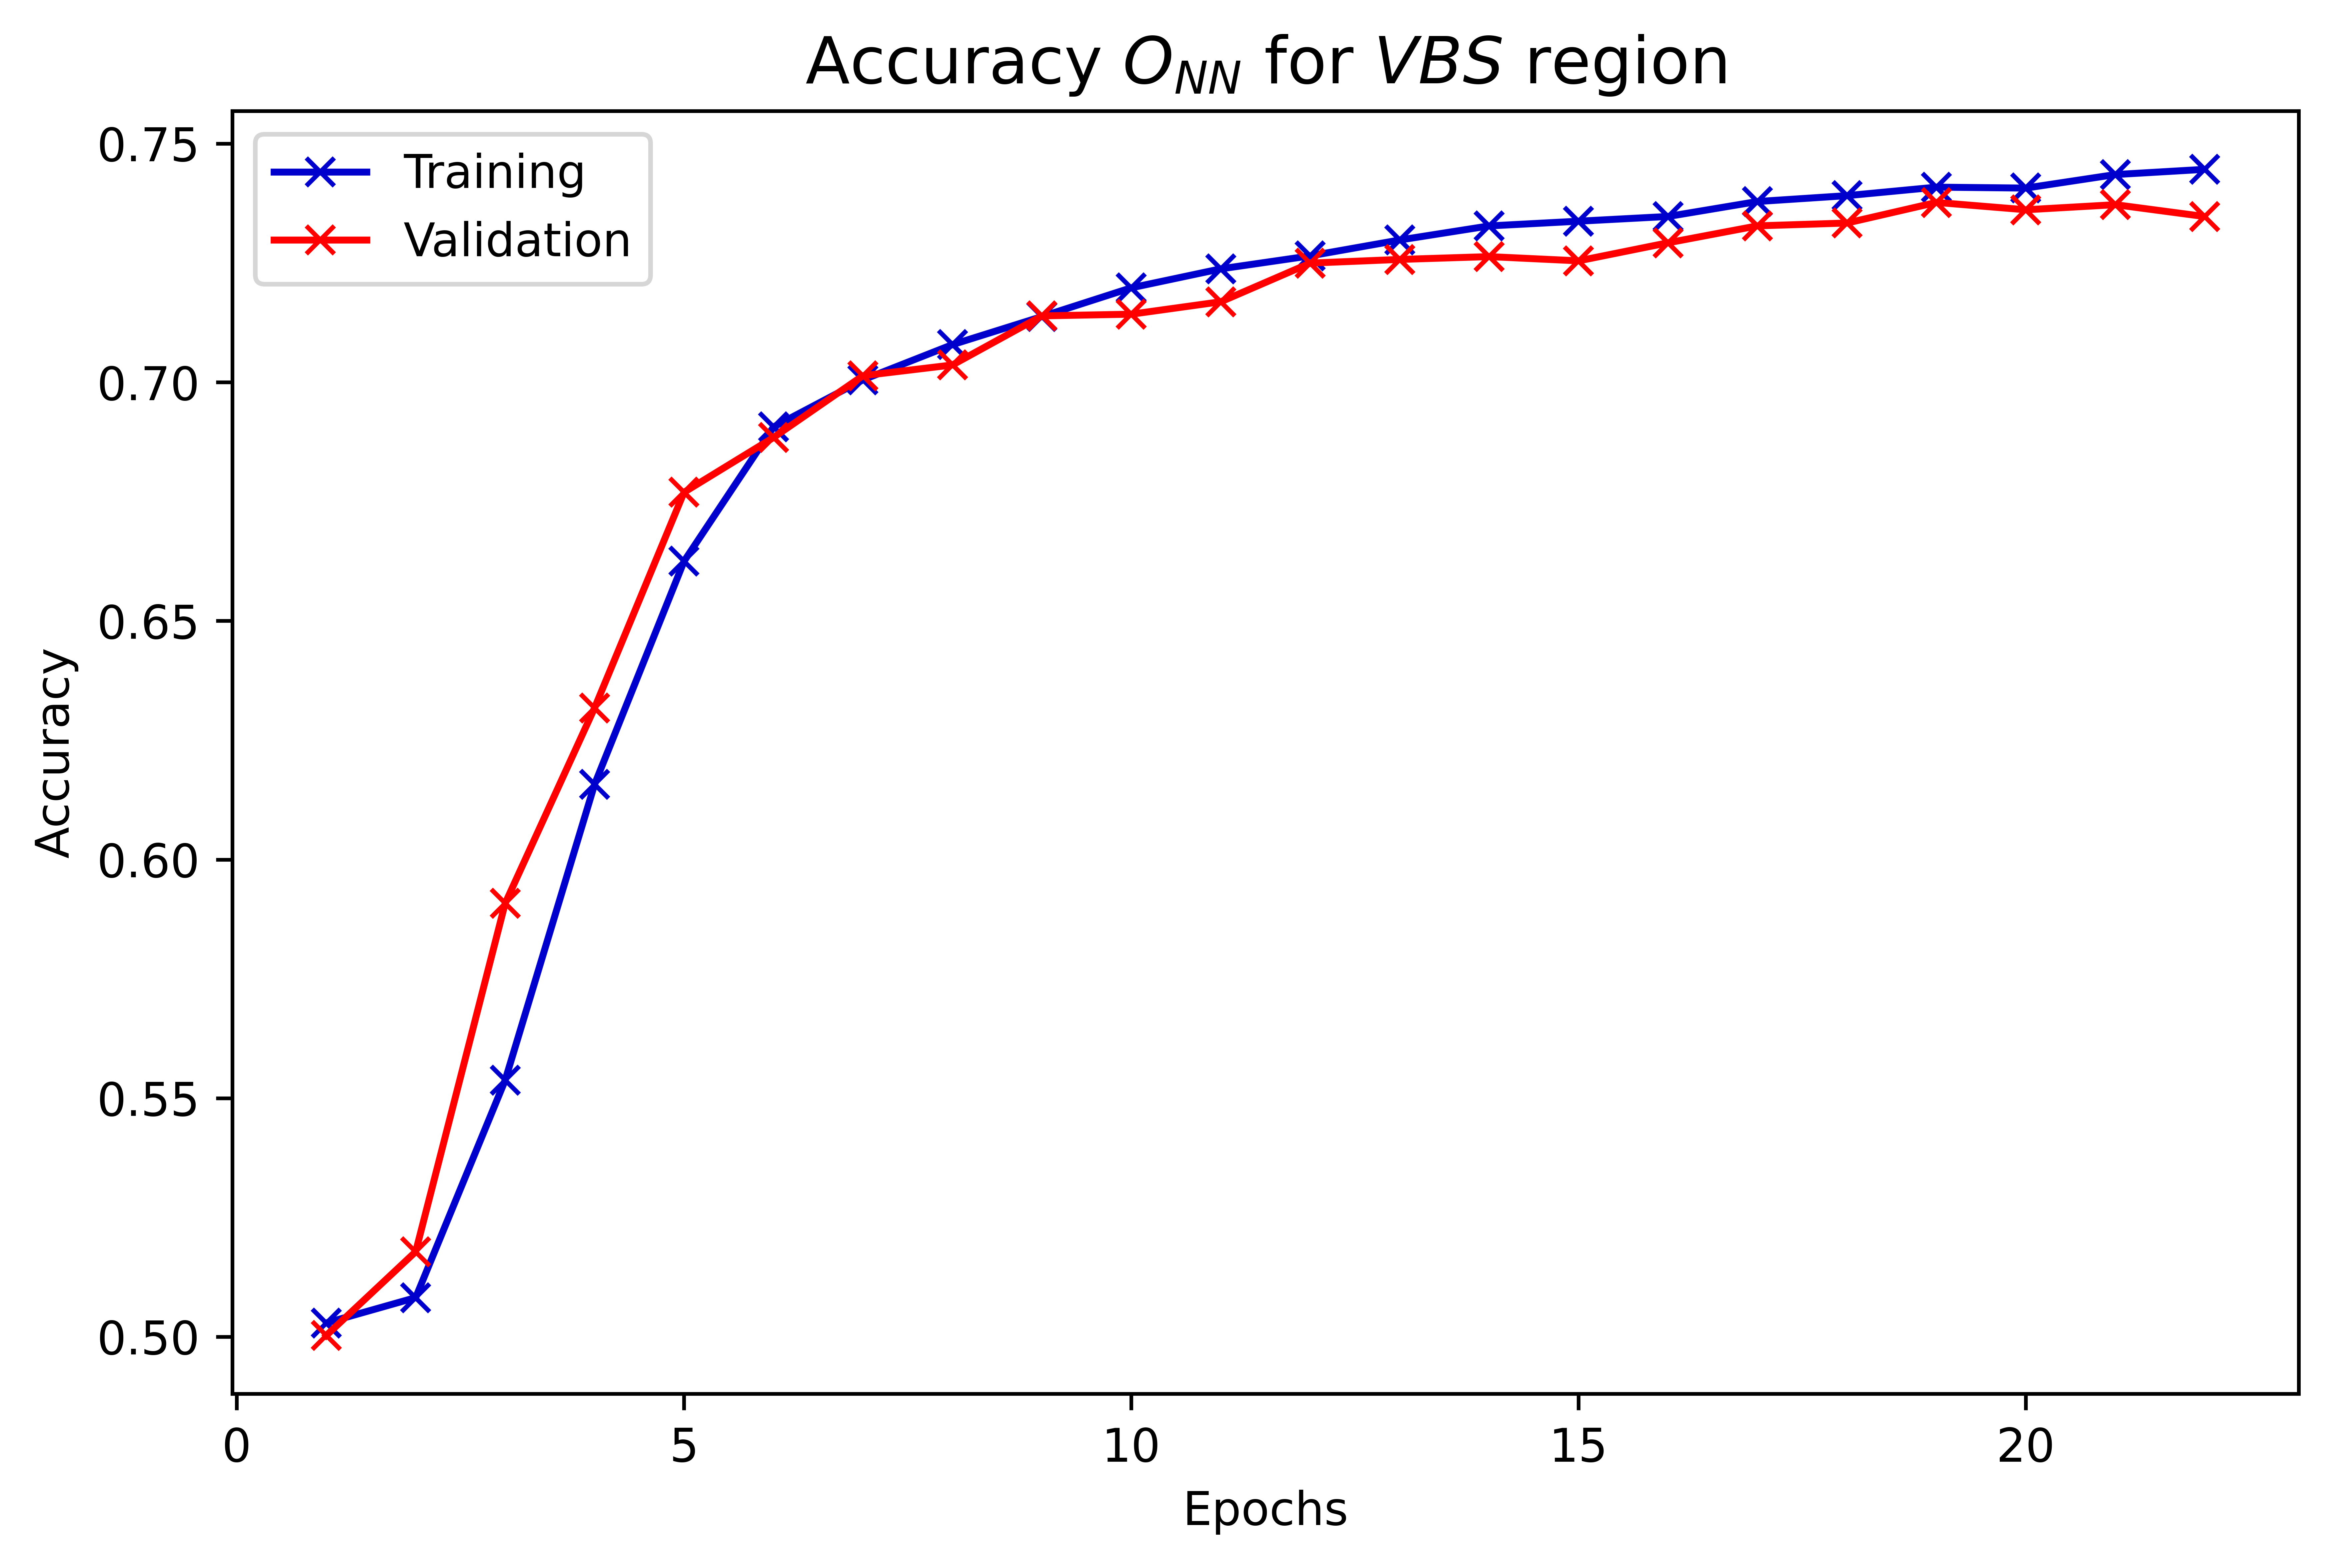 Accuracy O_NN for VBS region
Training
Validation
0.75
0.70
0.65
0.60
0.55
0.50
Accuracy
0 5 10 15 20
Epochs